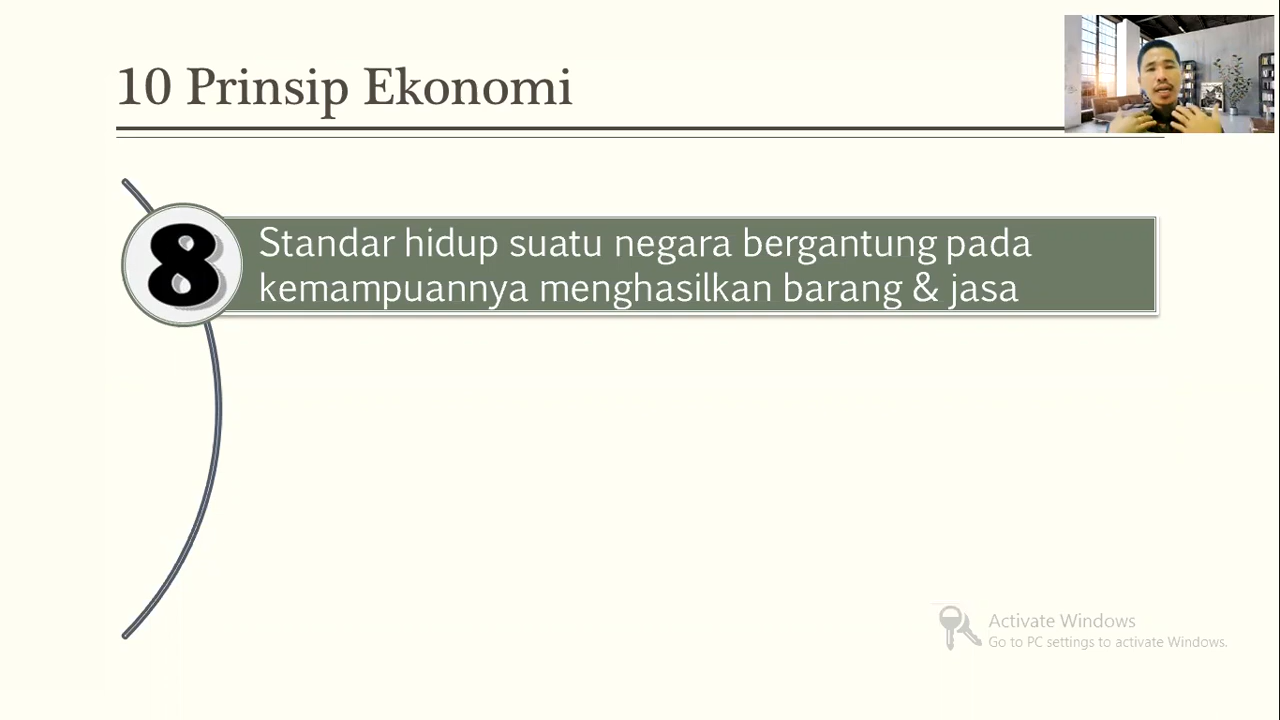 10 Prinsip Ekonomi
8
Standar hidup suatu negara bergantung pada
kemampuannya menghasilkan barang & jasa
Activate Windows
Go to PC settings to activate Windows.